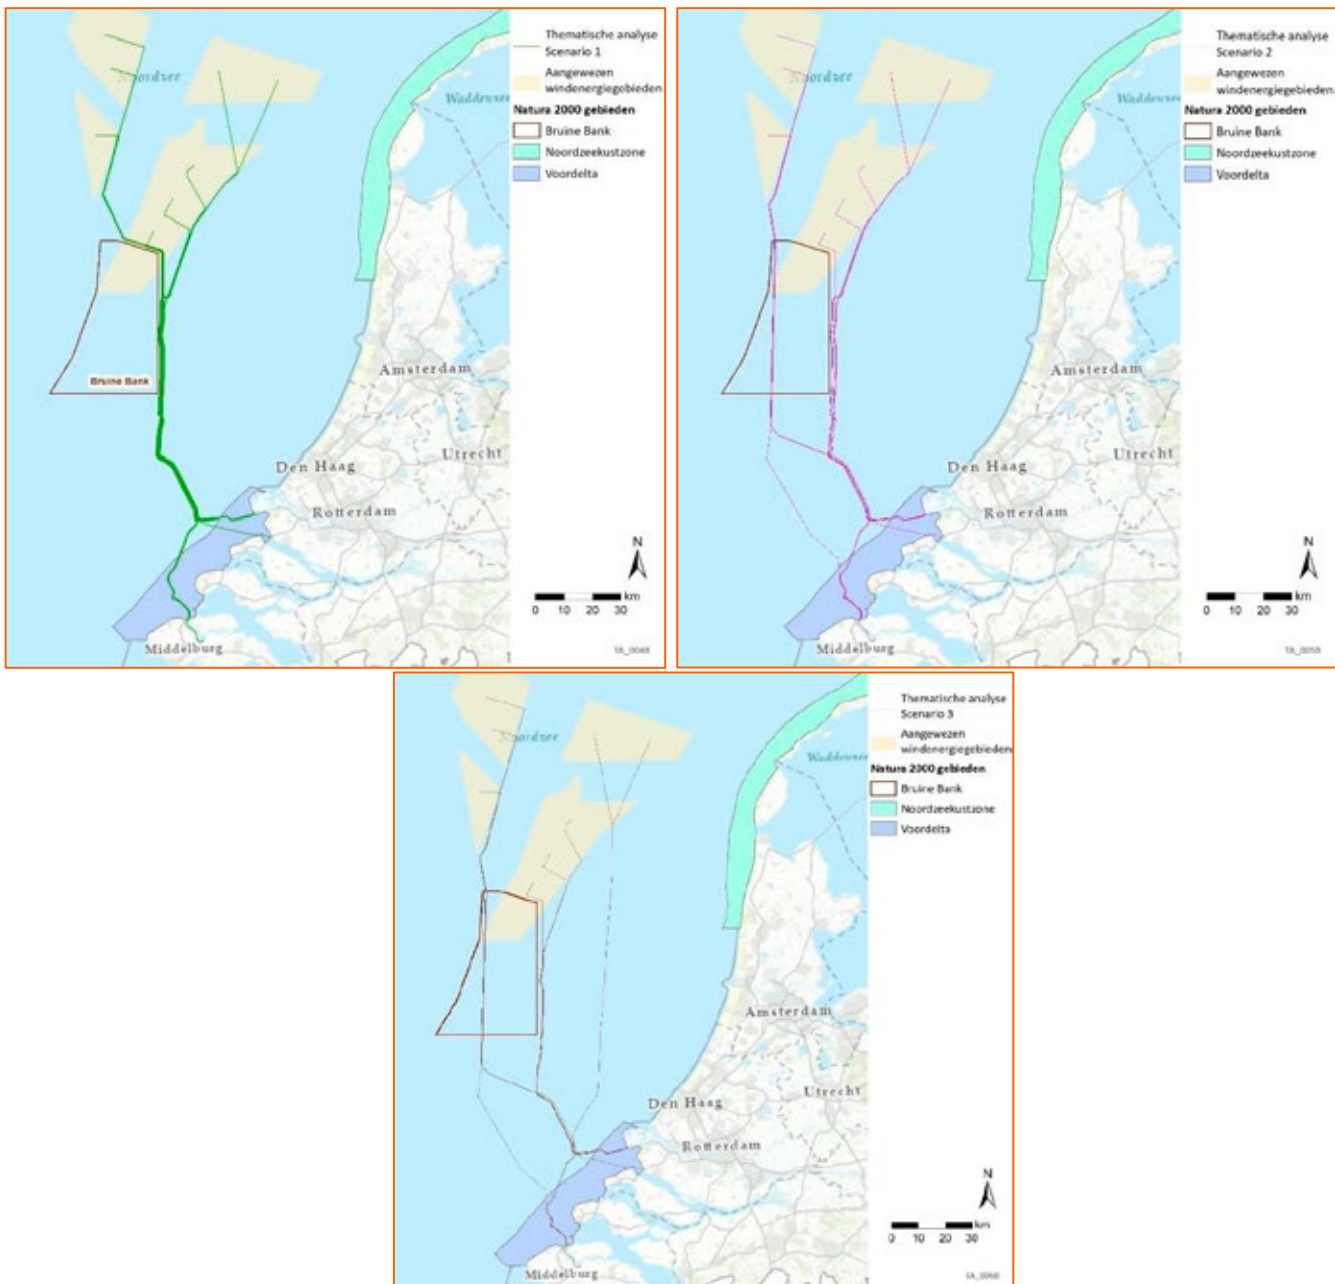 Thematische analyse
Scenario 1
Aangewezen
windenergiegebieden
Natura 2000 gebieden
Bruine Bank
Noordzeekustzone
Voordelta
Noordzee
Waddenzee
Bruine Bank
Amsterdam
Den Haag
Utrecht
Rotterdam
Middelburg
N
km
0 10 20 30
Thematische analyse
Scenario 2
Aangewezen
windenergiegebieden
Natura 2000 gebieden
Bruine Bank
Noordzeekustzone
Voordelta
Noordzee
Waddenzee
Amsterdam
Den Haag
Utrecht
Rotterdam
Middelburg
N
km
0 10 20 30
Thematische analyse
Scenario 3
Aangewezen
windenergiegebieden
Natura 2000 gebieden
Bruine Bank
Noordzeekustzone
Voordelta
Noordzee
Waddenzee
Amsterdam
Den Haag
Utrecht
Rotterdam
Middelburg
N
km
0 10 20 30